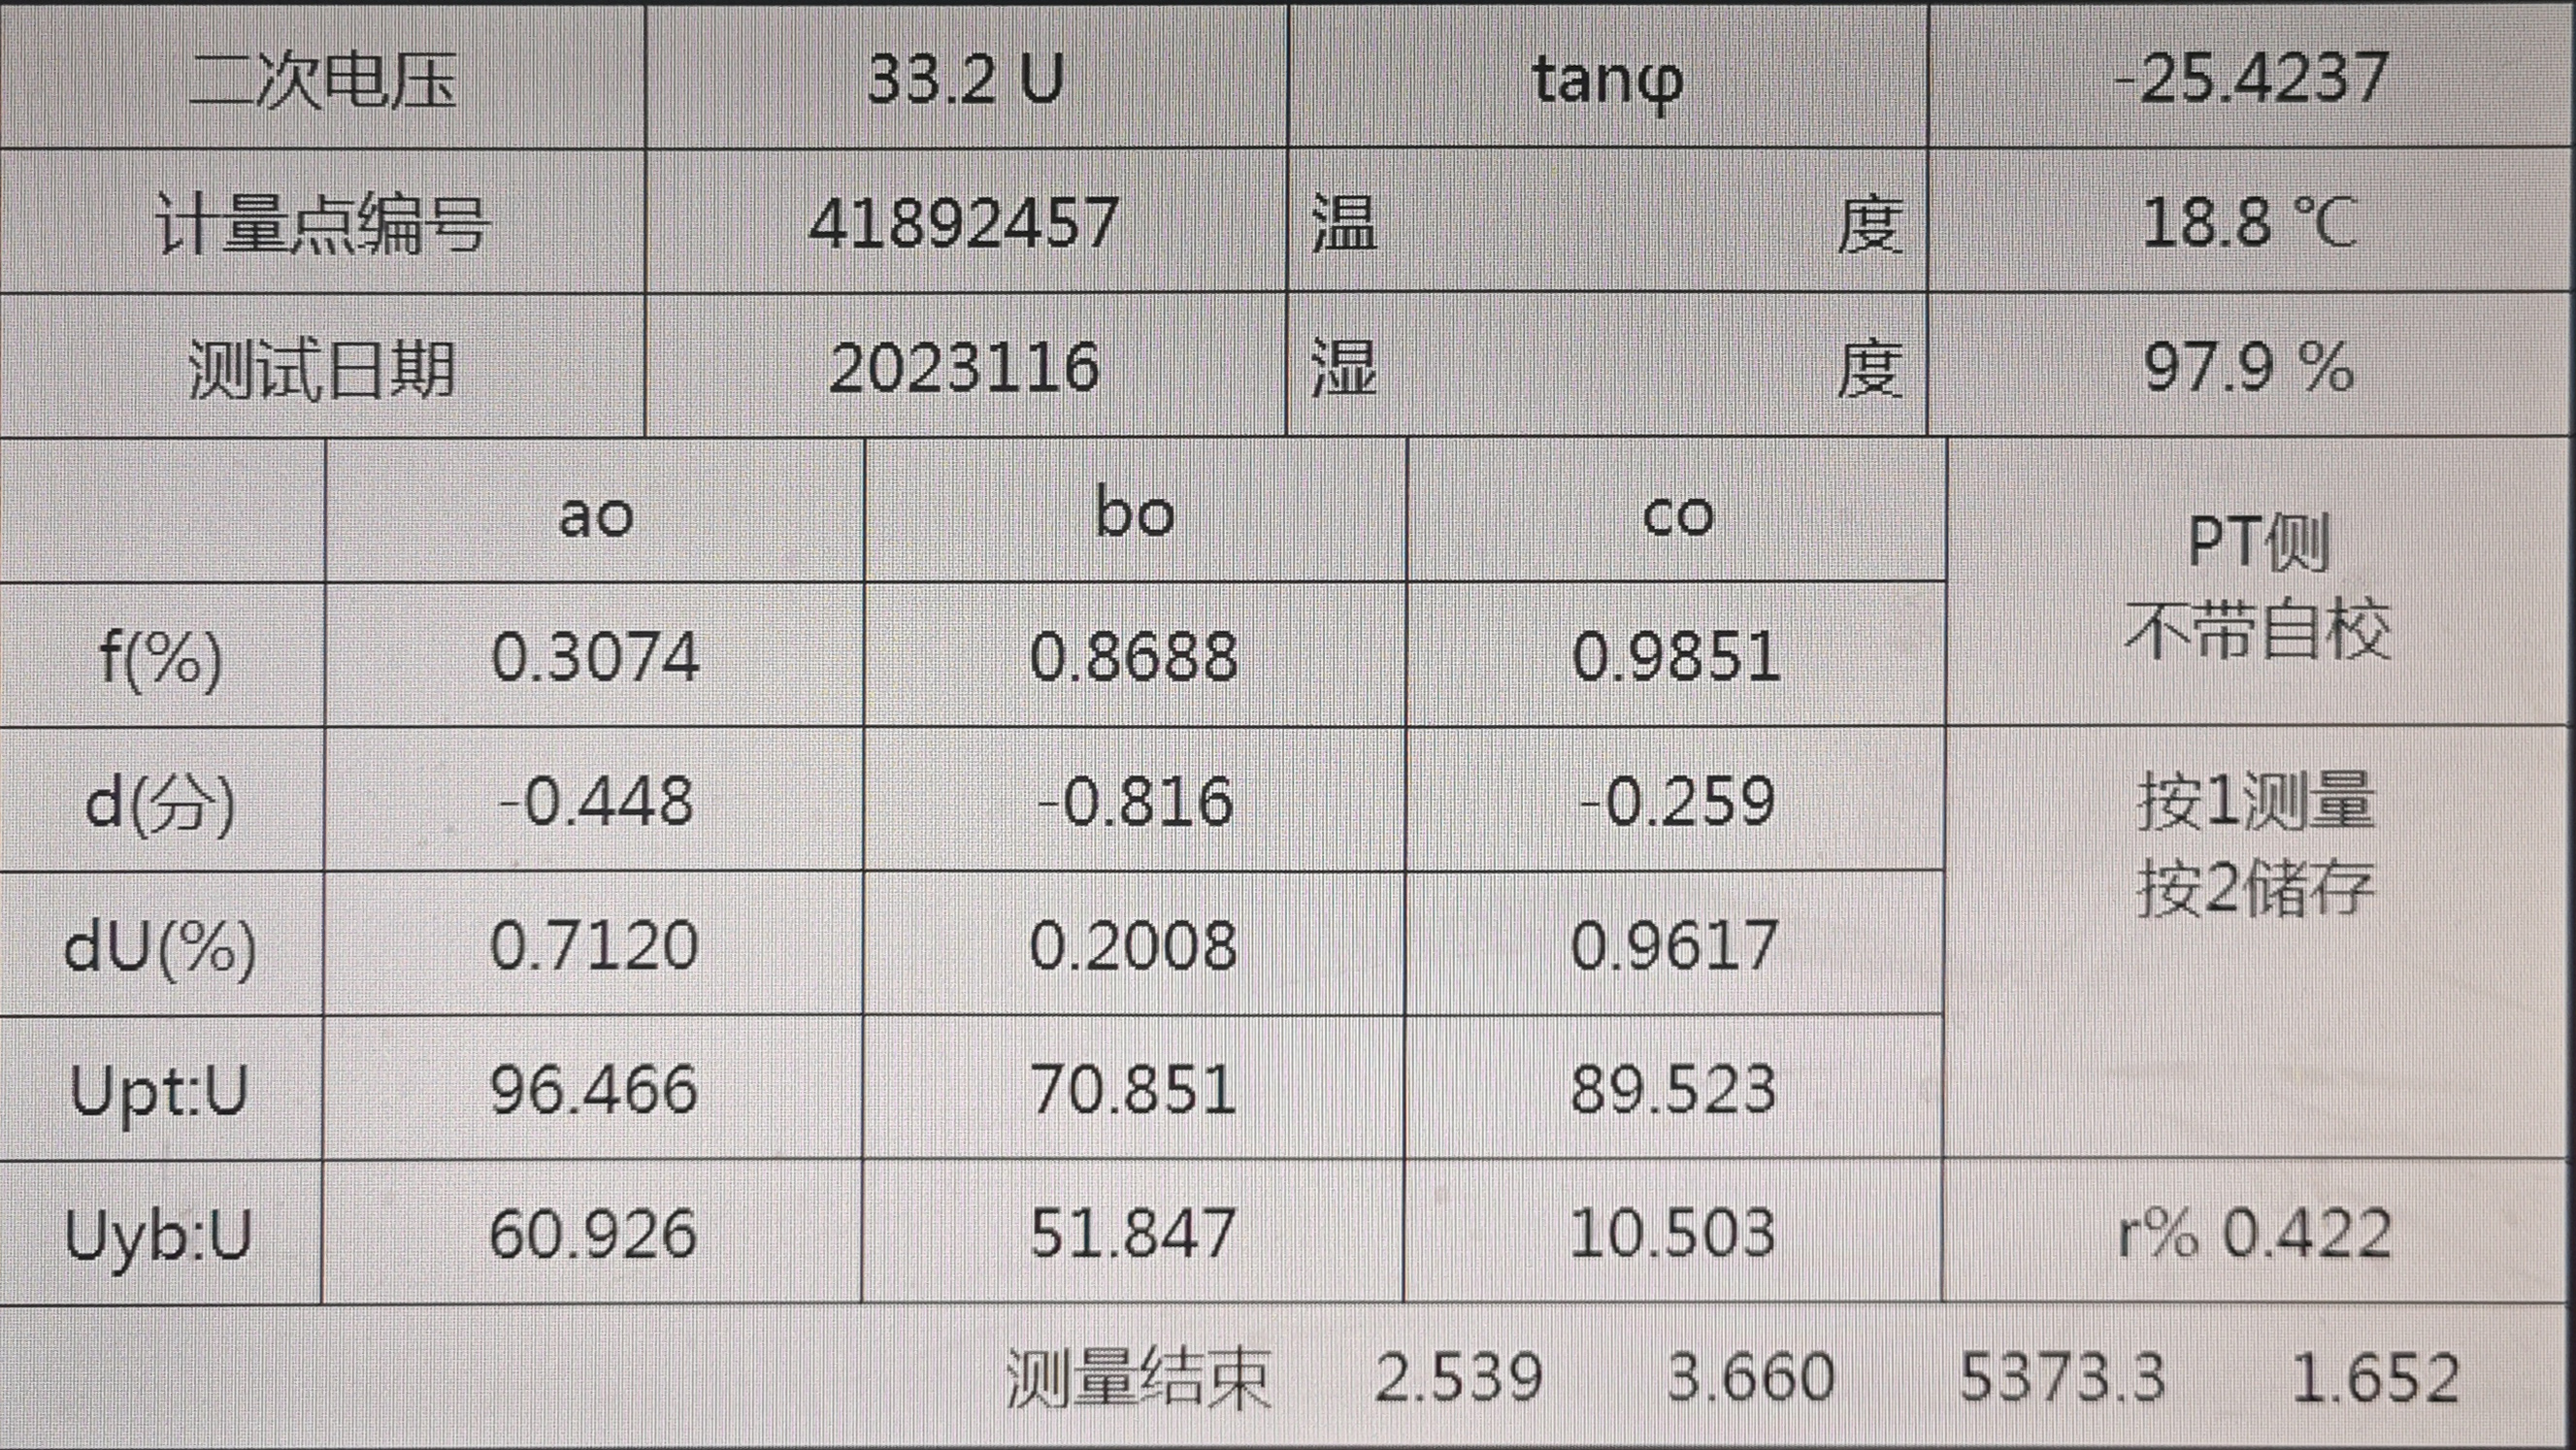 二次电压 33.2 U tanφ -25.4237
计量点编号 41892457 温度 18.8 ℃
测试日期 2023116 湿度 97.9 %
ao bo co PT侧
不带自校
f(%) 0.3074 0.8688 0.9851
d(分) -0.448 -0.816 -0.259 按1测量
按2储存
dU(%) 0.7120 0.2008 0.9617
Upt:U 96.466 70.851 89.523
Uyb:U 60.926 51.847 10.503 r% 0.422
测量结束 2.539 3.660 5373.3 1.652